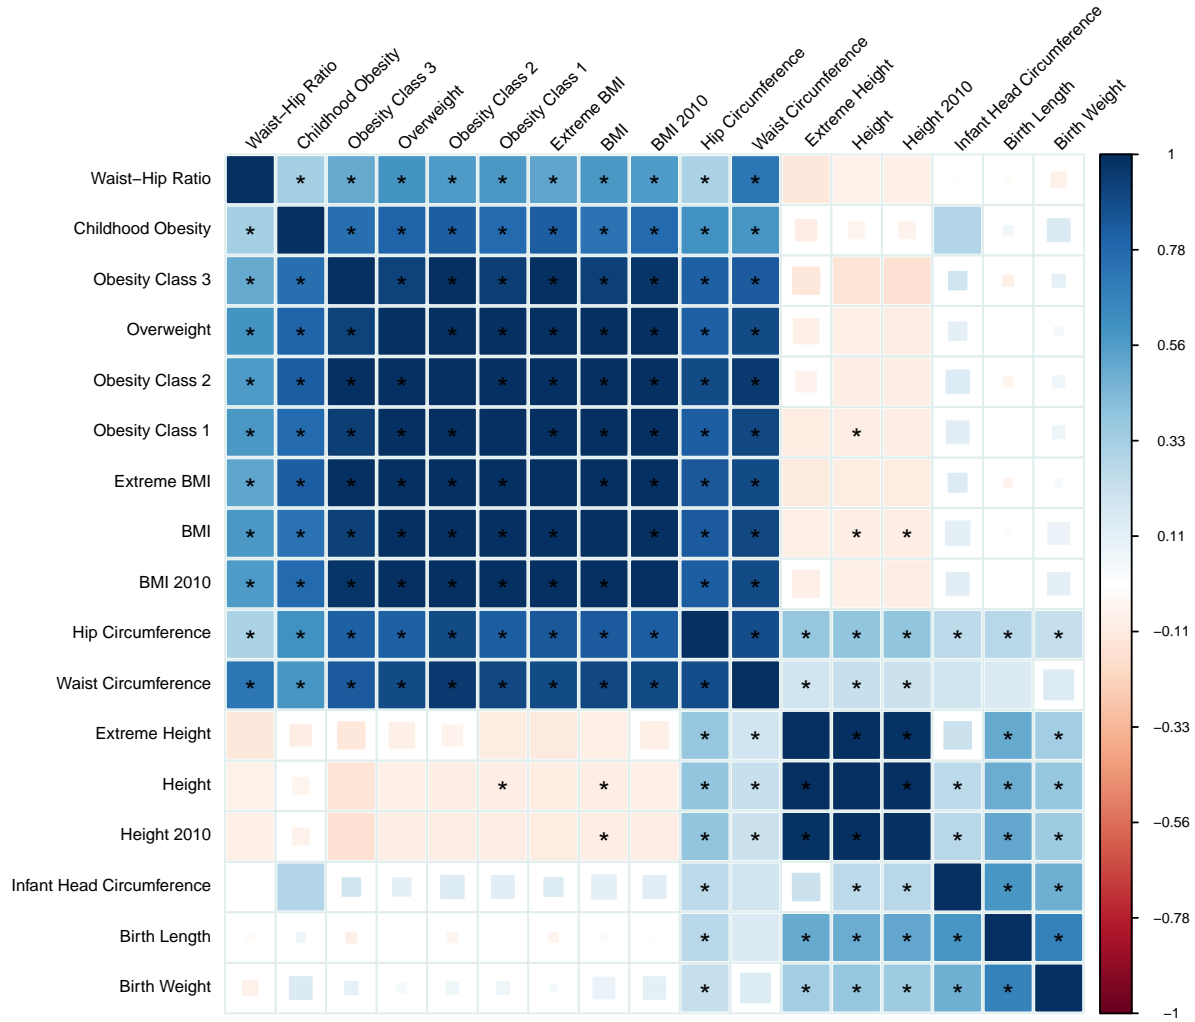 Waist–Hip Ratio
Childhood Obesity
Obesity Class 3
Overweight
Obesity Class 2
Obesity Class 1
Extreme BMI
BMI
BMI 2010
Hip Circumference
Waist Circumference
Extreme Height
Height
Height 2010
Infant Head Circumference
Birth Length
Birth Weight
Waist–Hip Ratio * * * * * * * * * *
Childhood Obesity * * * * * * * * * *
Obesity Class 3 * * * * * * * * * *
Overweight * * * * * * * * * *
Obesity Class 2 * * * * * * * * * *
Obesity Class 1 * * * * * * * * * * *
Extreme BMI * * * * * * * * * *
BMI * * * * * * * * * * * *
BMI 2010 * * * * * * * * * *
Hip Circumference * * * * * * * * * * * * * * * *
Waist Circumference * * * * * * * * * * * * *
Extreme Height * * * * * *
Height * * * * * * * * *
Height 2010 * * * * * * * *
Infant Head Circumference * * * * *
Birth Length * * * * * *
Birth Weight * * * * * *
1
0.78
0.56
0.33
0.11
−0.11
−0.33
−0.56
−0.78
−1